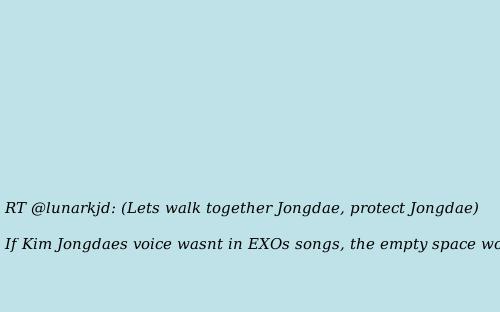 RT @lunarkjd: (Lets walk together Jongdae, protect Jongdae)
If Kim Jongdaes voice wasnt in EXOs songs, the empty space